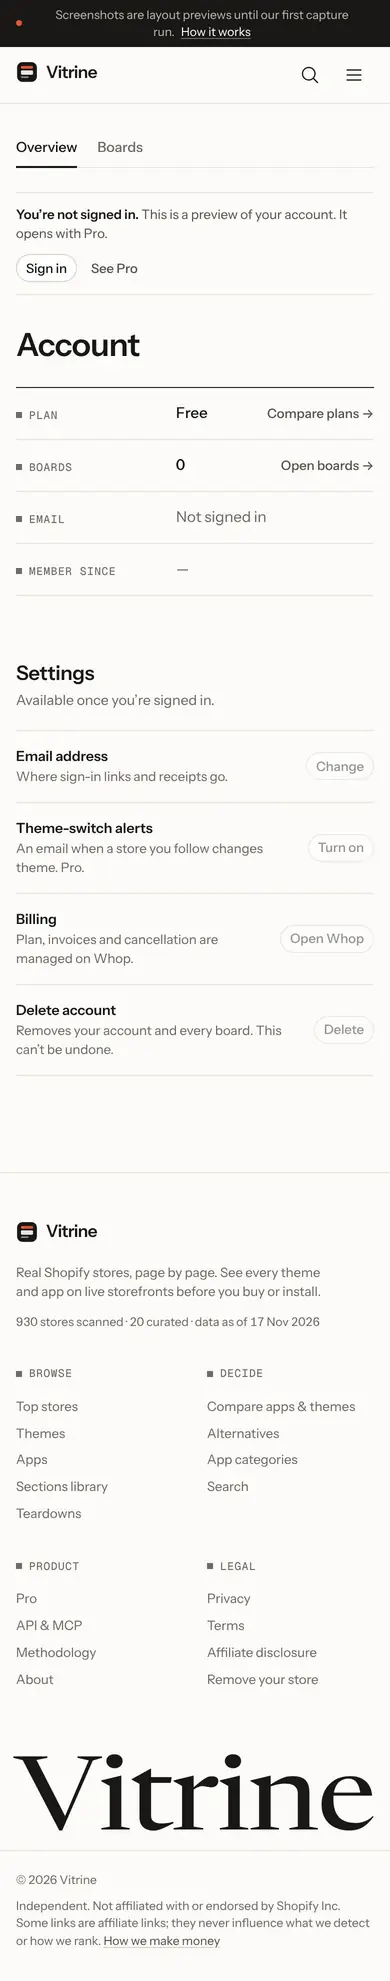 Screenshots are layout previews until our first capture
run. How it works
Vitrine
Overview Boards
You're not signed in. This is a preview of your account. It
opens with Pro.
Sign in See Pro
Account
PLAN Free Compare plans →
BOARDS 0 Open boards →
EMAIL Not signed in
MEMBER SINCE —
Settings
Available once you're signed in.
Email address
Where sign-in links and receipts go.
Change
Theme-switch alerts
An email when a store you follow changes
theme. Pro.
Turn on
Billing
Plan, invoices and cancellation are
managed on Whop.
Open Whop
Delete account
Removes your account and every board. This
can't be undone.
Delete
Vitrine
Real Shopify stores, page by page. See every theme
and app on live storefronts before you buy or install.
930 stores scanned · 20 curated · data as of 17 Nov 2026
BROWSE
Top stores
Themes
Apps
Sections library
Teardowns
DECIDE
Compare apps & themes
Alternatives
App categories
Search
PRODUCT
Pro
API & MCP
Methodology
About
LEGAL
Privacy
Terms
Affiliate disclosure
Remove your store
Vitrine
© 2026 Vitrine
Independent. Not affiliated with or endorsed by Shopify Inc.
Some links are affiliate links; they never influence what we detect
or how we rank. How we make money